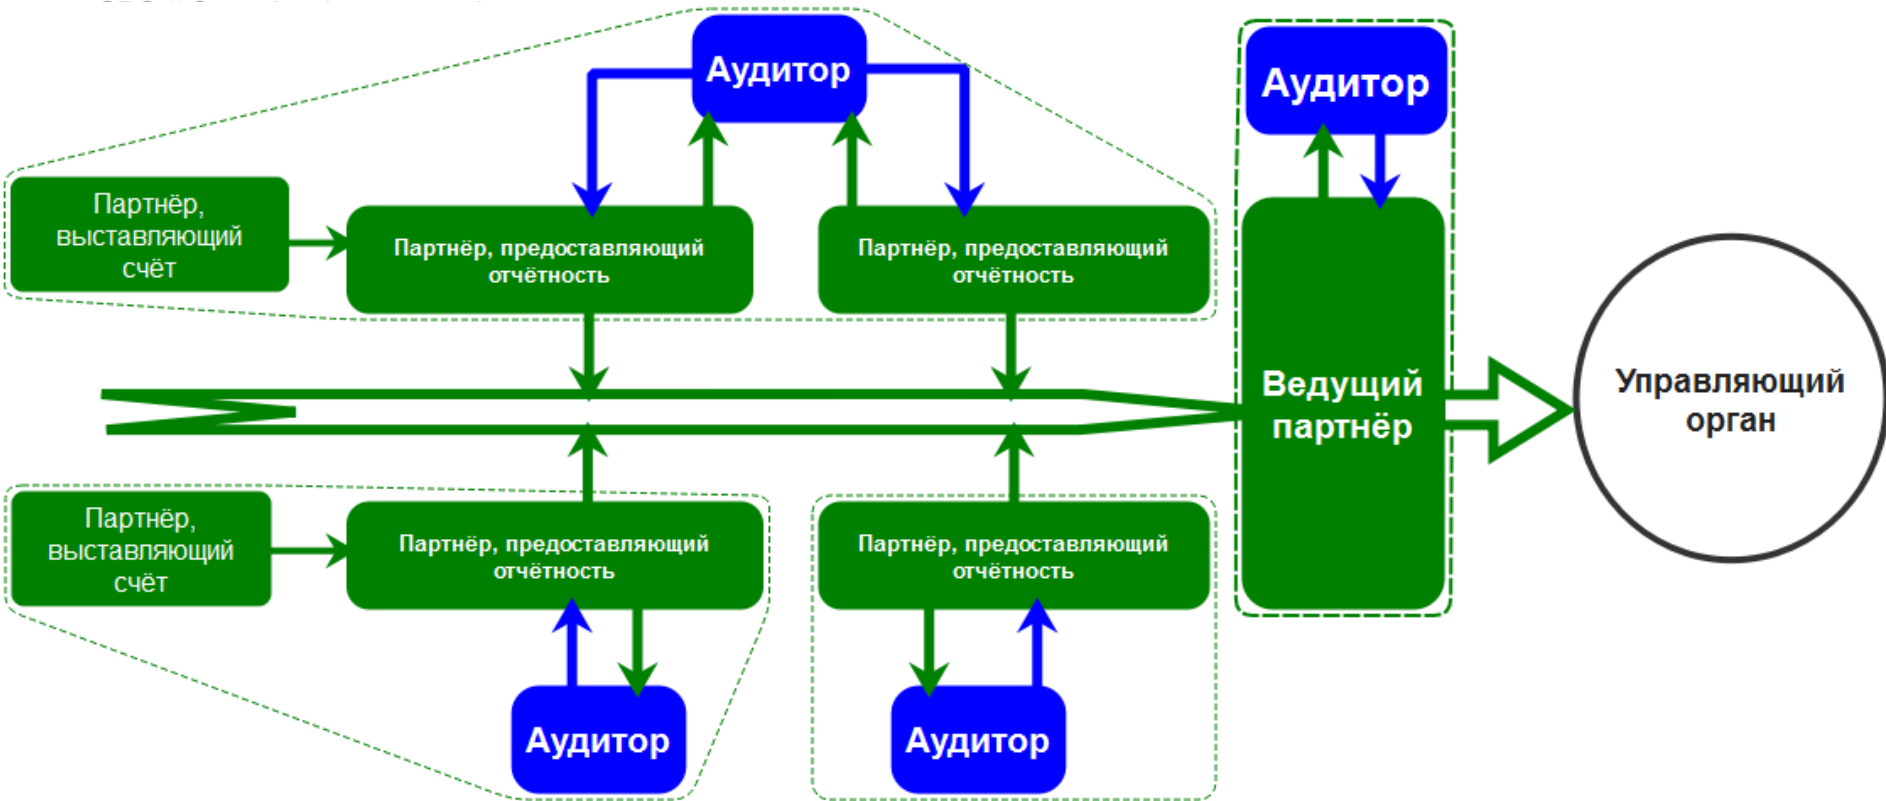 Аудитор
Аудитор
Партнёр,
выставляющий
счёт
Партнёр, предоставляющий
отчётность
Партнёр, предоставляющий
отчётность
Ведущий
партнёр
Управляющий
орган
Партнёр,
выставляющий
счёт
Партнёр, предоставляющий
отчётность
Партнёр, предоставляющий
отчётность
Аудитор
Аудитор